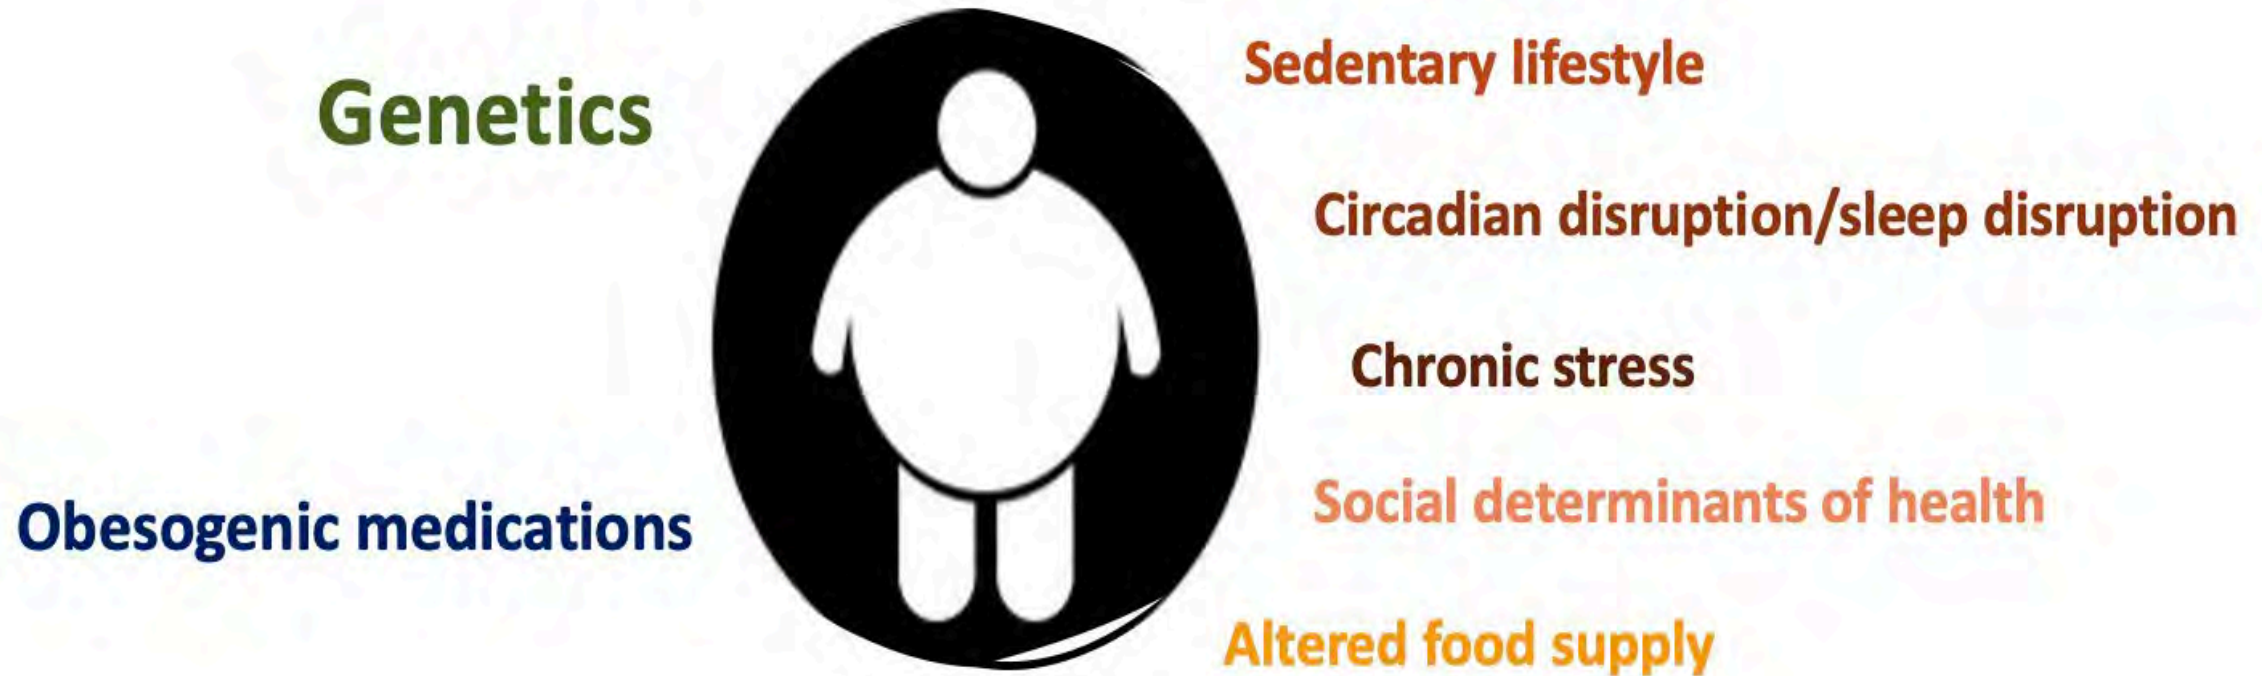 Genetics
Obesogenic medications
Sedentary lifestyle
Circadian disruption/sleep disruption
Chronic stress
Social determinants of health
Altered food supply